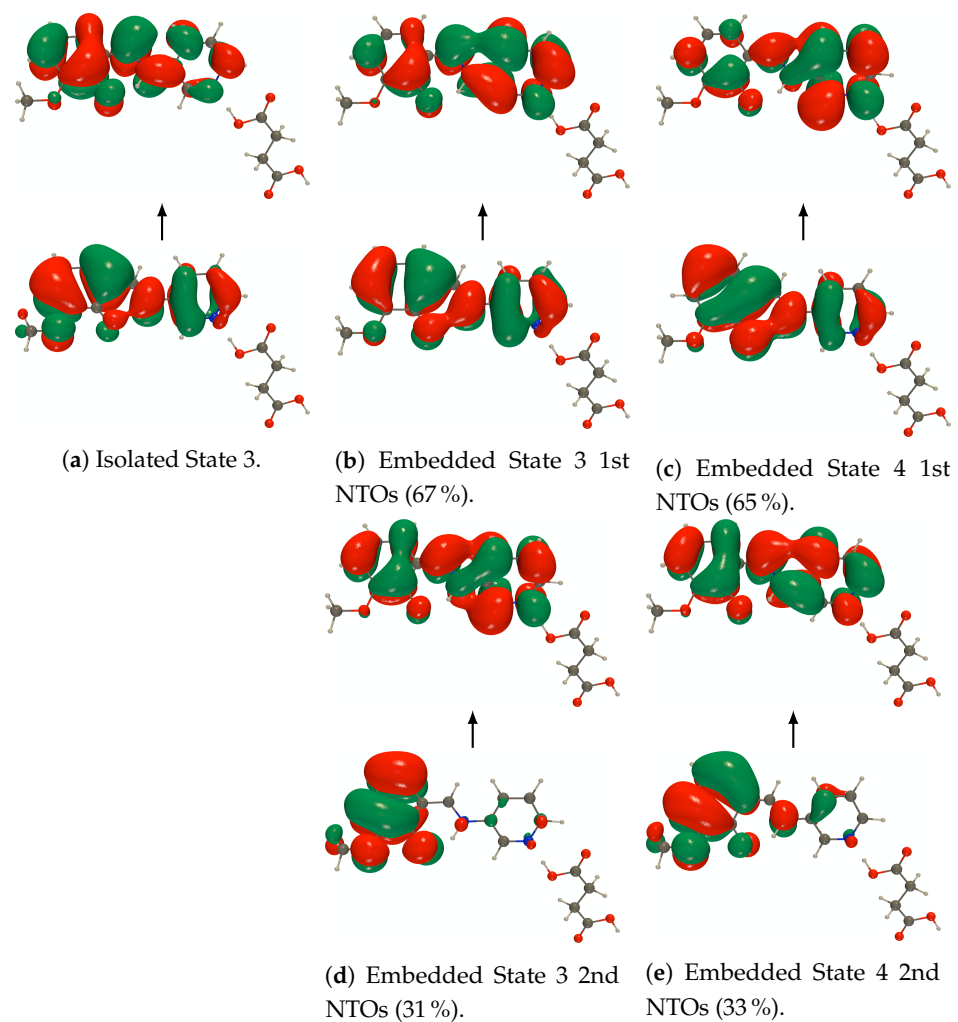 (a) Isolated State 3.
(b) Embedded State 3 1st
NTOs (67 %).
(c) Embedded State 4 1st
NTOs (65 %).
(d) Embedded State 3 2nd
NTOs (31 %).
(e) Embedded State 4 2nd
NTOs (33 %).